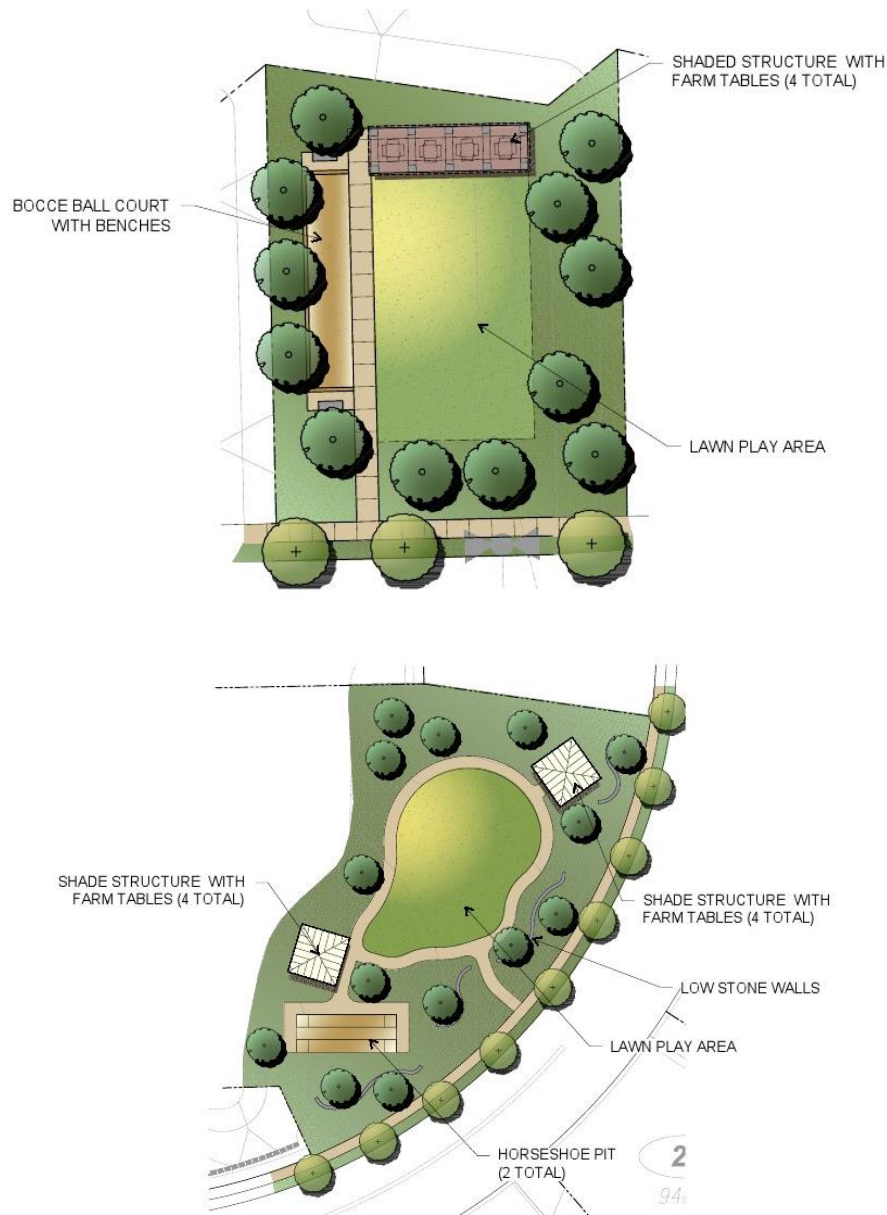 SHADED STRUCTURE WITH
FARM TABLES (4 TOTAL)
BOCCE BALL COURT
WITH BENCHES
LAWN PLAY AREA
SHADE STRUCTURE WITH
FARM TABLES (4 TOTAL)
SHADE STRUCTURE WITH
FARM TABLES (4 TOTAL)
LOW STONE WALLS
LAWN PLAY AREA
HORSESHOE PIT
(2 TOTAL)
2